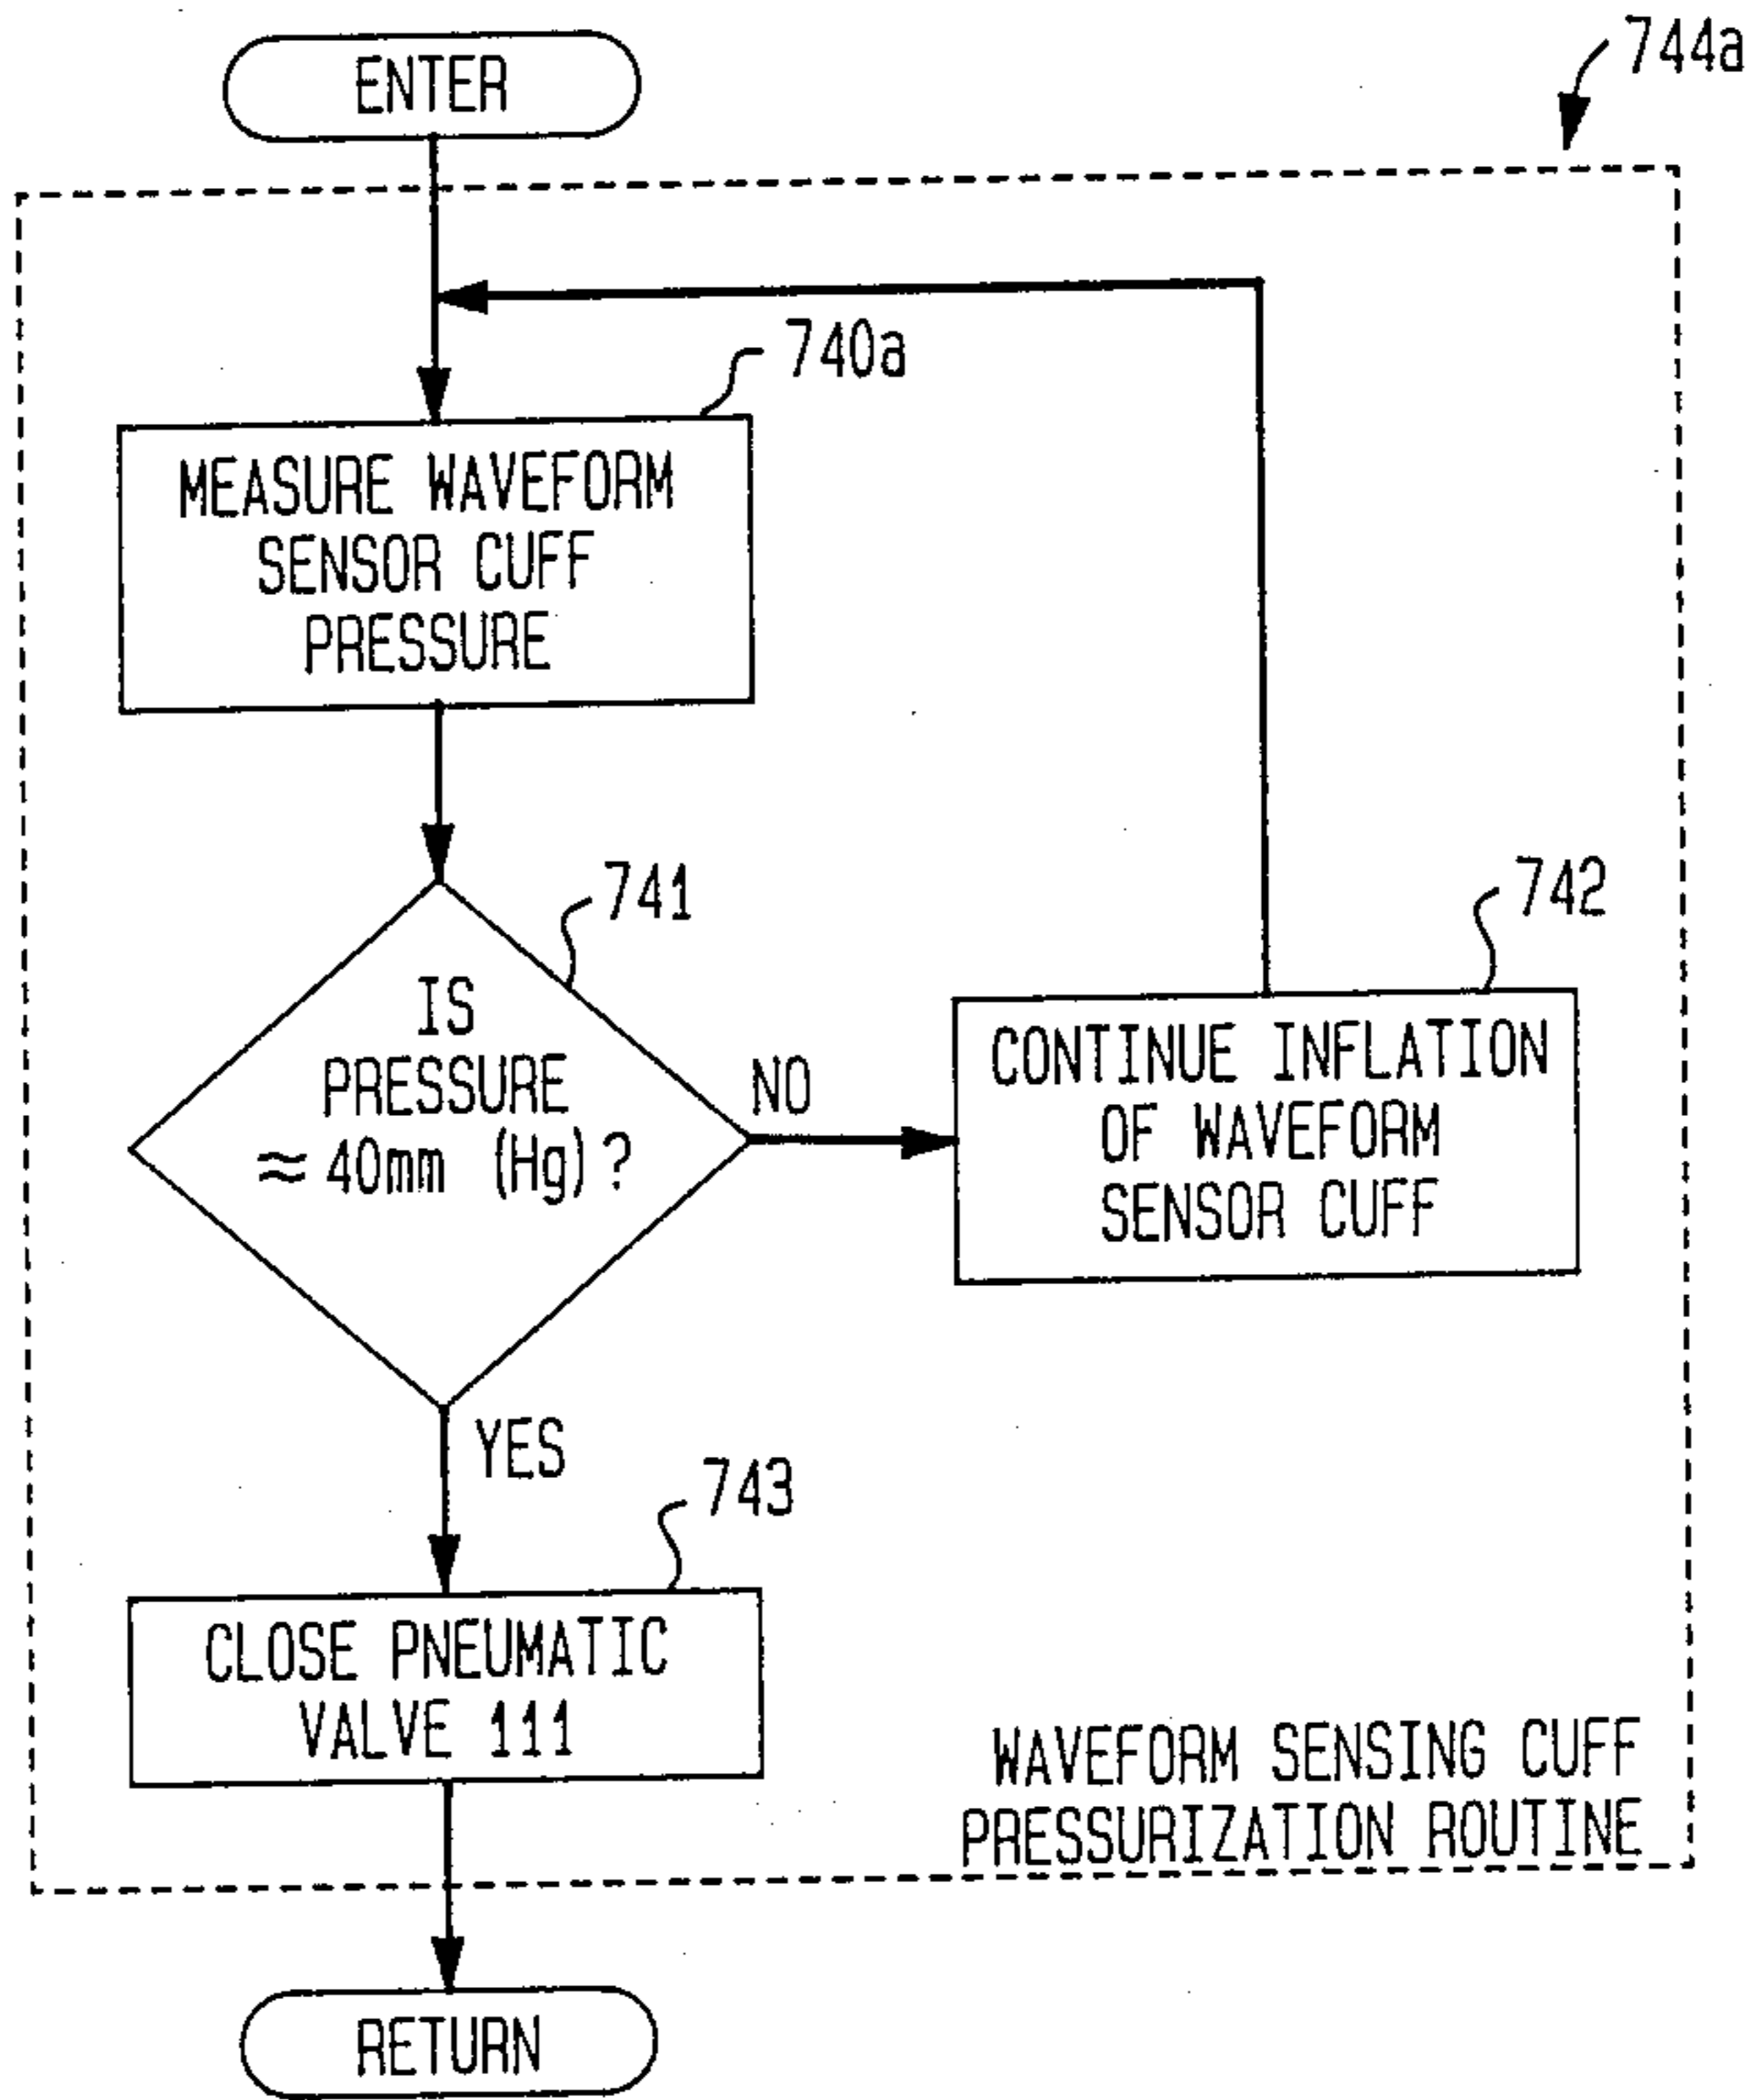 744a
ENTER
740a
MEASURE WAVEFORM
SENSOR CUFF
PRESSURE
741
IS
PRESSURE
≈ 40mm (Hg)?
NO
742
CONTINUE INFLATION
OF WAVEFORM
SENSOR CUFF
YES
743
CLOSE PNEUMATIC
VALVE 111
WAVEFORM SENSING CUFF
PRESSURIZATION ROUTINE
RETURN